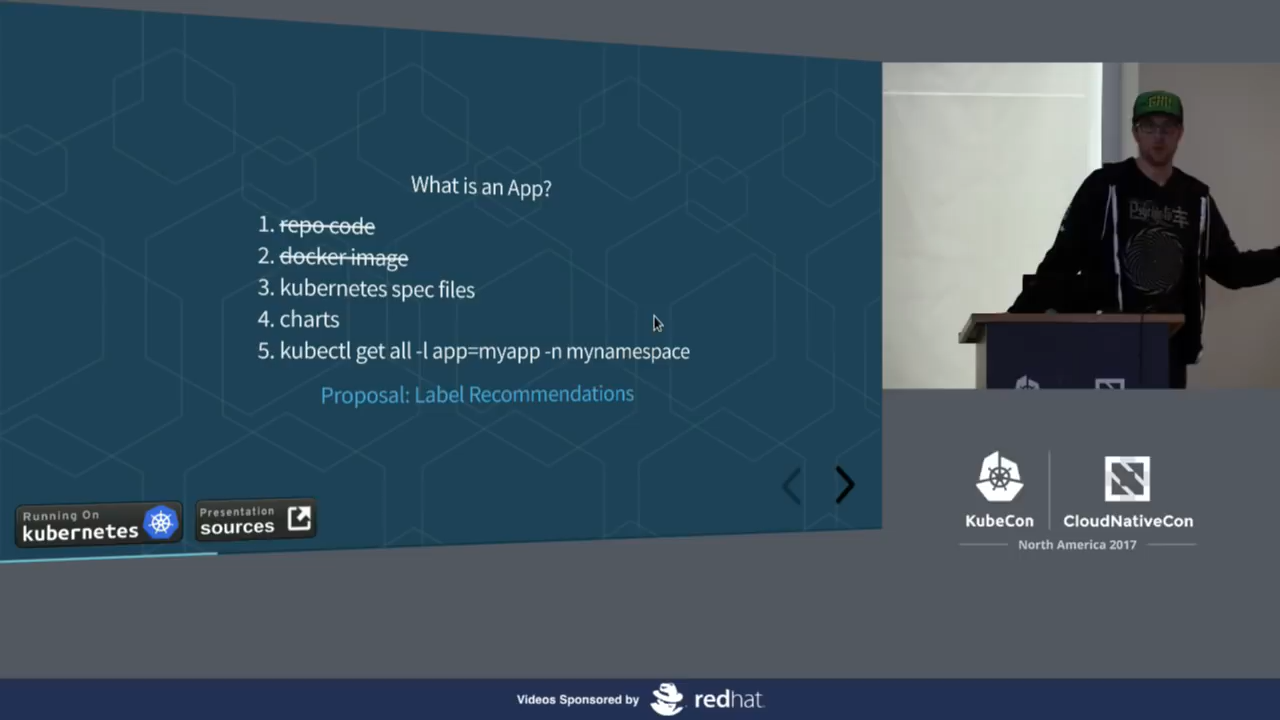 What is an App?
1. repo code
2. docker image
3. kubernetes spec files
4. charts
5. kubectl get all -l app=myapp -n mynamespace
Proposal: Label Recommendations
Running On
kubernetes
Presentation
sources
KubeCon
CloudNativeCon
North America 2017
Videos Sponsored by
redhat